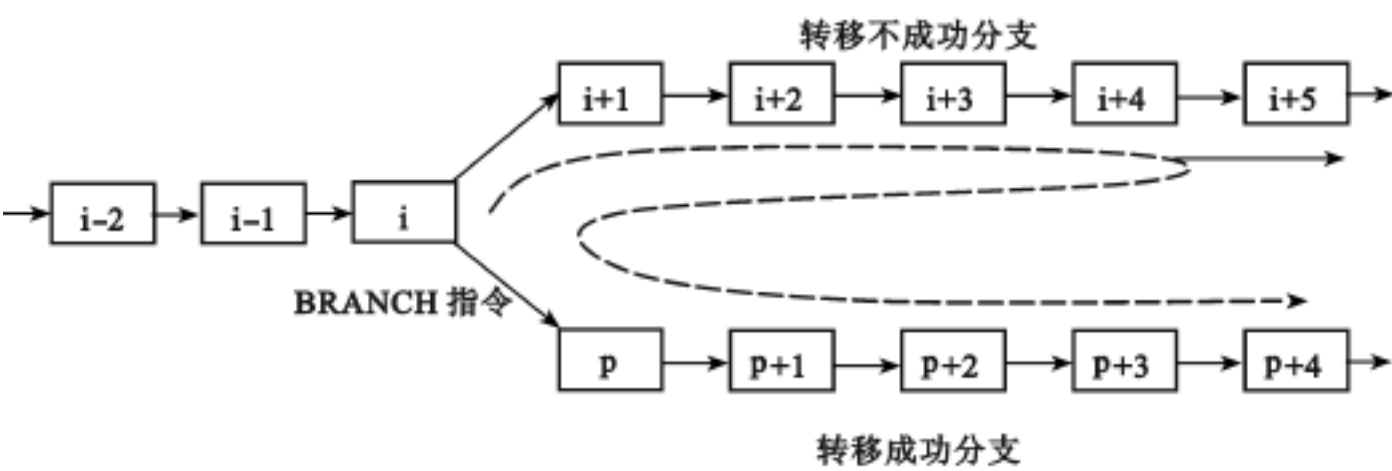 转移不成功分支
i+1 i+2 i+3 i+4 i+5
i-2 i-1 i
BRANCH 指令
p p+1 p+2 p+3 p+4
转移成功分支